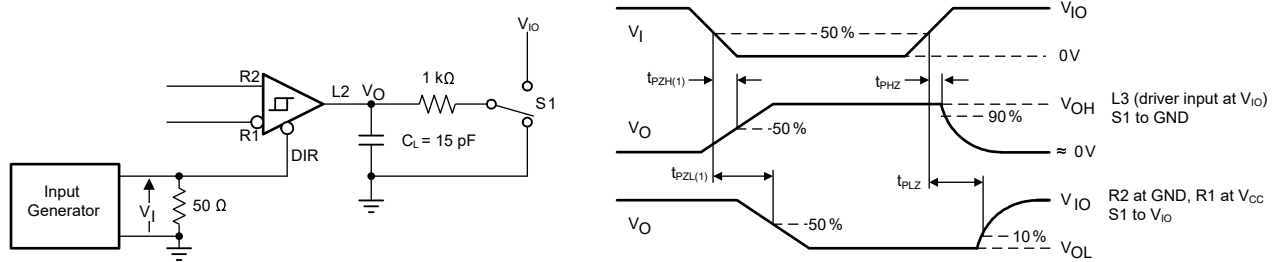 V_IO
R2
R1
L2
V_O
1 kΩ
S1
C_L = 15 pF
DIR
Input
Generator
V_I
50 Ω
V_I
50 %
V_IO
0 V
t_PZH(1)
t_PHZ
V_O
50 %
V_OH
90 %
≈ 0 V
L3 (driver input at V_IO)
S1 to GND
t_PZL(1)
t_PLZ
V_O
50 %
V_IO
10 %
V_OL
R2 at GND, R1 at V_CC
S1 to V_IO